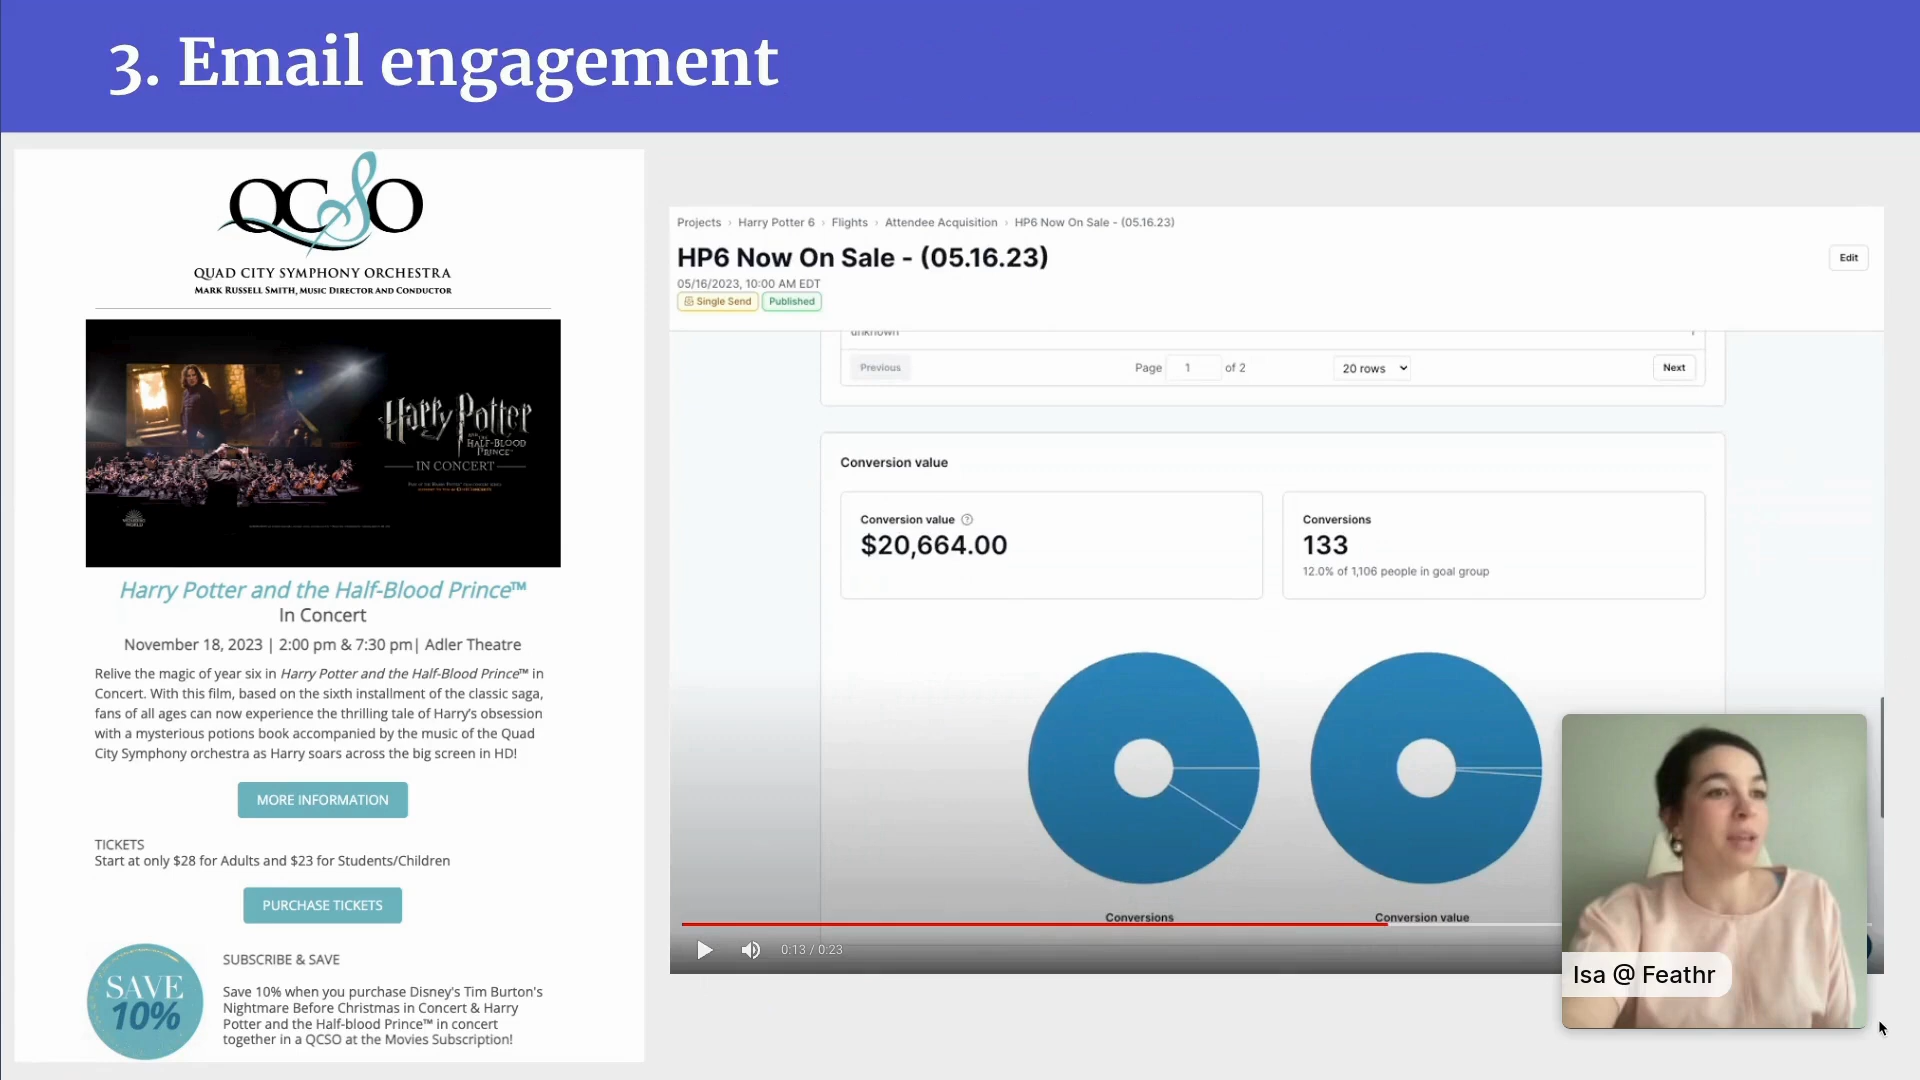 3. Email engagement
QCSO
QUAD CITY SYMPHONY ORCHESTRA
MARK RUSSELL SMITH, MUSIC DIRECTOR AND CONDUCTOR
Harry Potter
AND THE
HALF-BLOOD
PRINCE™
IN CONCERT
WIZARDING
WORLD
Harry Potter and the Half-Blood Prince™
In Concert
November 18, 2023 | 2:00 pm & 7:30 pm| Adler Theatre
Relive the magic of year six in Harry Potter and the Half-Blood Prince™ in
Concert. With this film, based on the sixth installment of the classic saga,
fans of all ages can now experience the thrilling tale of Harry's obsession
with a mysterious potions book accompanied by the music of the Quad
City Symphony orchestra as Harry soars across the big screen in HD!
MORE INFORMATION
TICKETS
Start at only $28 for Adults and $23 for Students/Children
PURCHASE TICKETS
SAVE
10%
SUBSCRIBE & SAVE
Save 10% when you purchase Disney's Tim Burton's
Nightmare Before Christmas in Concert & Harry
Potter and the Half-blood Prince™ in concert
together in a QCSO at the Movies Subscription!
Projects › Harry Potter 6 › Flights › Attendee Acquisition › HP6 Now On Sale - (05.16.23)
HP6 Now On Sale - (05.16.23)
Edit
05/16/2023, 10:00 AM EDT
Single Send Published
unknown
Previous Page 1 of 2 20 rows Next
Conversion value
Conversion value
$20,664.00
Conversions
133
12.0% of 1,106 people in goal group
Conversions Conversion value
0:13 / 0:23
Isa @ Feathr